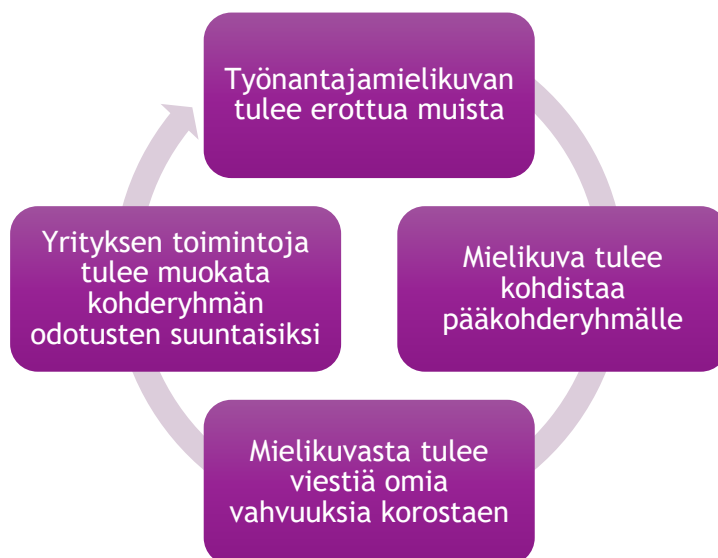 Työnantajamielikuvan
tulee erottua muista
Mielikuva tulee
kohdistaa
pääkohderyhmälle
Mielikuvasta tulee
viestiä omia
vahvuuksia korostaen
Yrityksen toimintoja
tulee muokata
kohderyhmän
odotusten suuntaisiksi